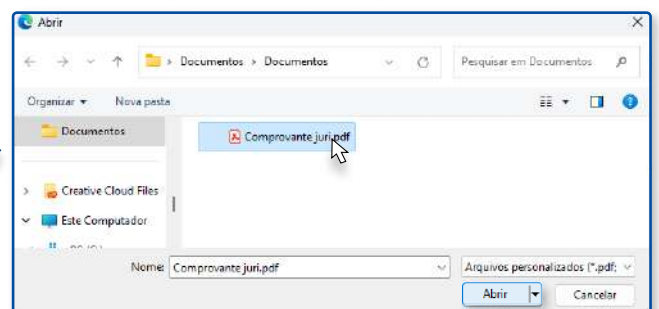 Abrir
Documentos > Documentos
Pesquisar em Documentos
Organizar
Nova pasta
Documentos
Comprovante juri.pdf
Creative Cloud Files
Este Computador
Nome: Comprovante juri.pdf
Arquivos personalizados (*.pdf;
Abrir
Cancelar